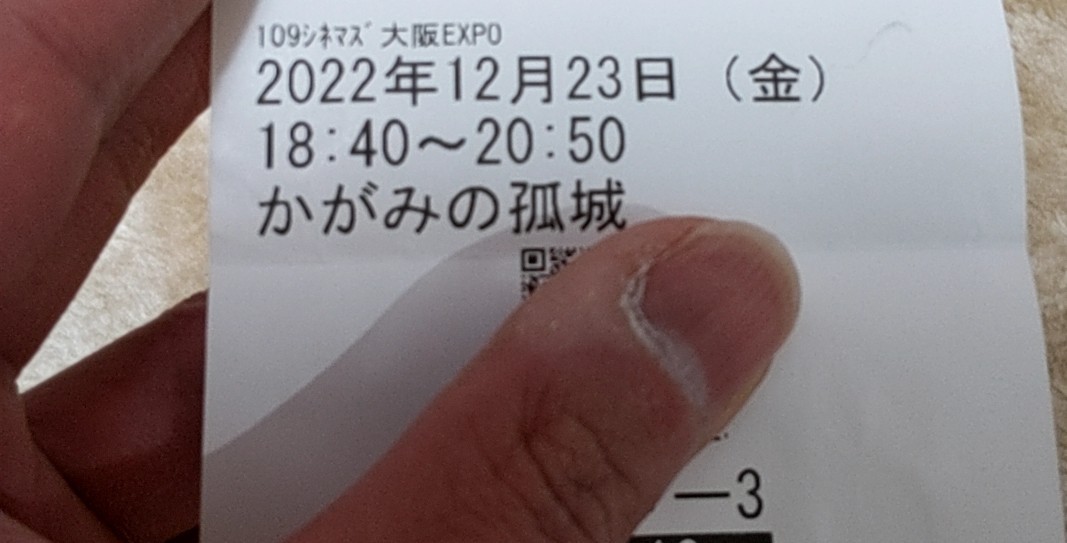 109ｼﾈﾏｽﾞ 大阪EXPO
2022年12月23日 （金）
18:40～20:50
かがみの孤城
ー3